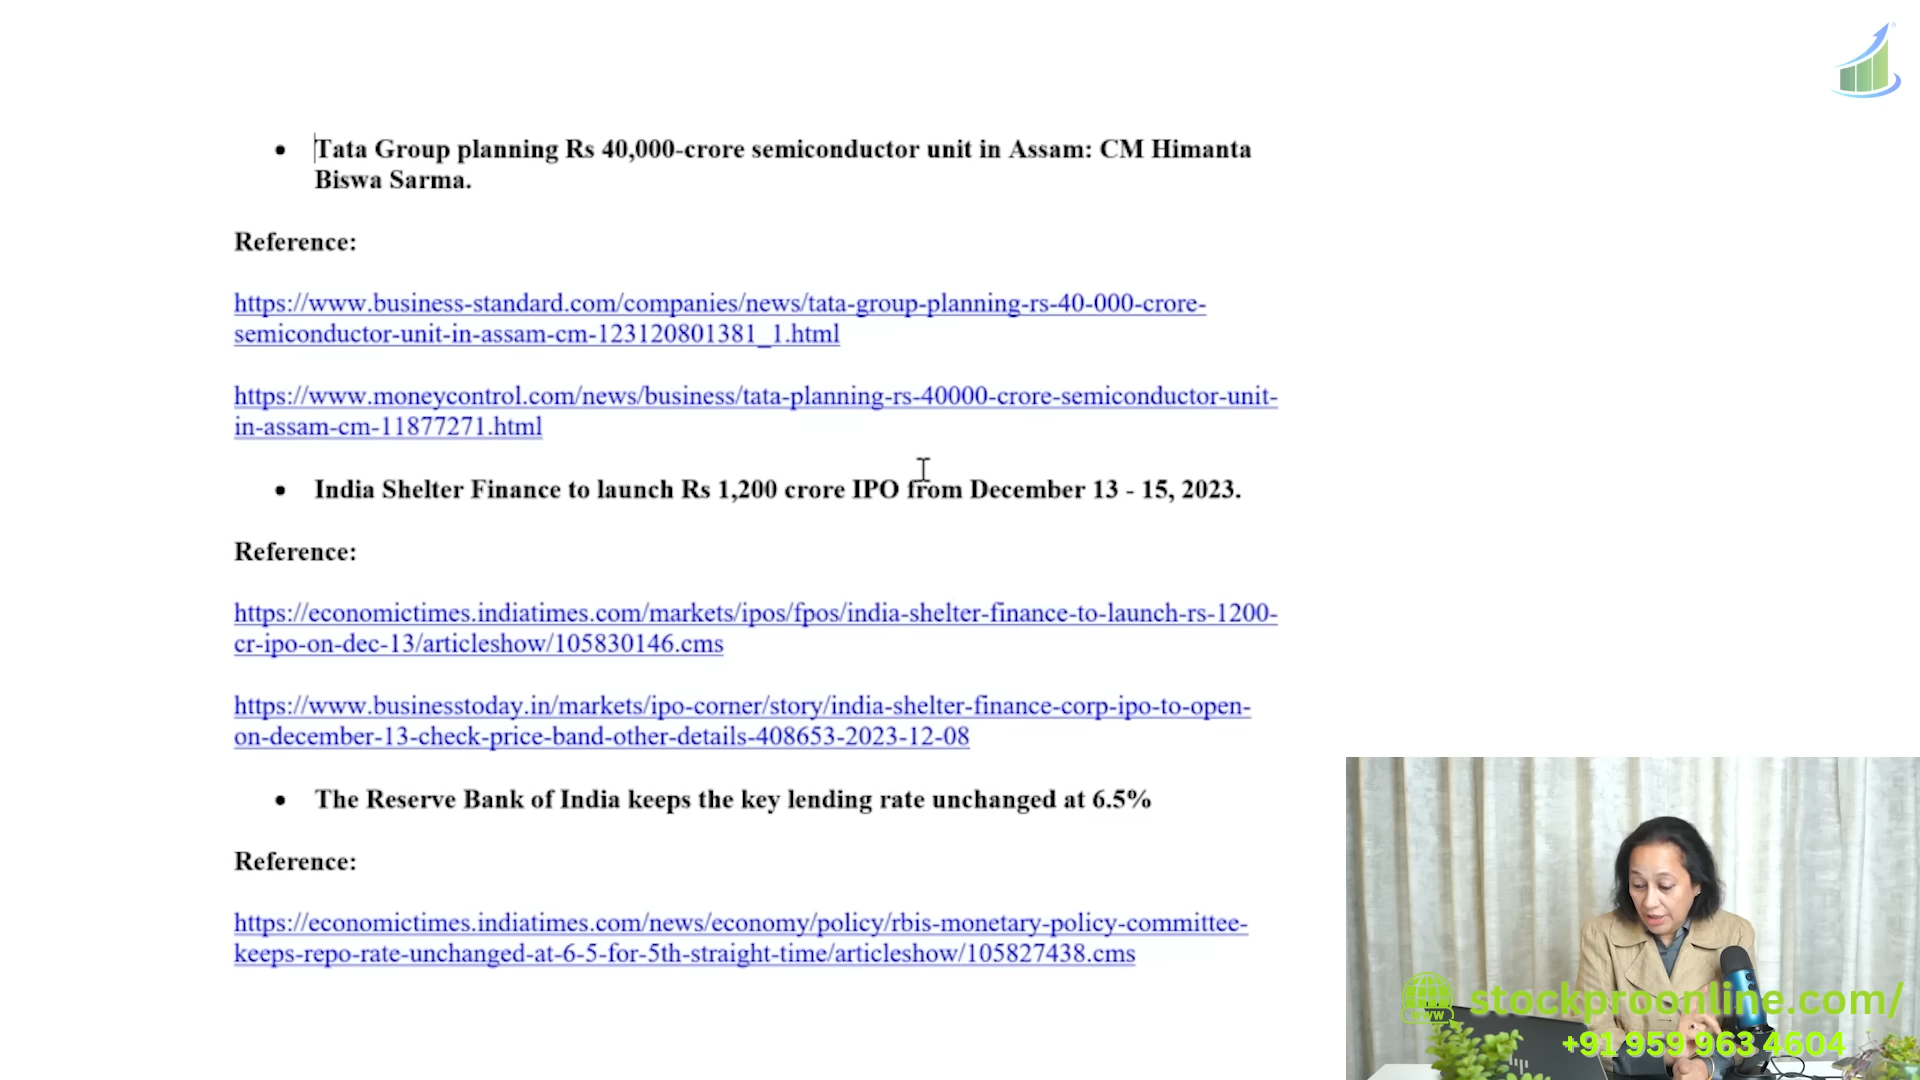 • Tata Group planning Rs 40,000-crore semiconductor unit in Assam: CM Himanta
Biswa Sarma.
Reference:
https://www.business-standard.com/companies/news/tata-group-planning-rs-40-000-crore-
semiconductor-unit-in-assam-cm-123120801381_1.html
https://www.moneycontrol.com/news/business/tata-planning-rs-40000-crore-semiconductor-unit-
in-assam-cm-11877271.html
• India Shelter Finance to launch Rs 1,200 crore IPO from December 13 - 15, 2023.
Reference:
https://economictimes.indiatimes.com/markets/ipos/fpos/india-shelter-finance-to-launch-rs-1200-
cr-ipo-on-dec-13/articleshow/105830146.cms
https://www.businesstoday.in/markets/ipo-corner/story/india-shelter-finance-corp-ipo-to-open-
on-december-13-check-price-band-other-details-408653-2023-12-08
• The Reserve Bank of India keeps the key lending rate unchanged at 6.5%
Reference:
https://economictimes.indiatimes.com/news/economy/policy/rbis-monetary-policy-committee-
keeps-repo-rate-unchanged-at-6-5-for-5th-straight-time/articleshow/105827438.cms
www stockproonline.com/
+91 959 963 4604
hp